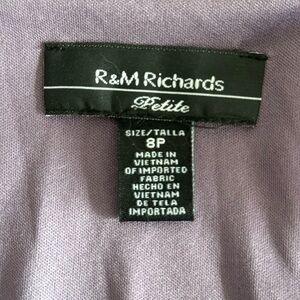 R&M Richards
Petite
SIZE/TALLA
8P
MADE IN
VIETNAM
OF IMPORTED
FABRIC
HECHO EN
VIETNAM
DE TELA
IMPORTADA